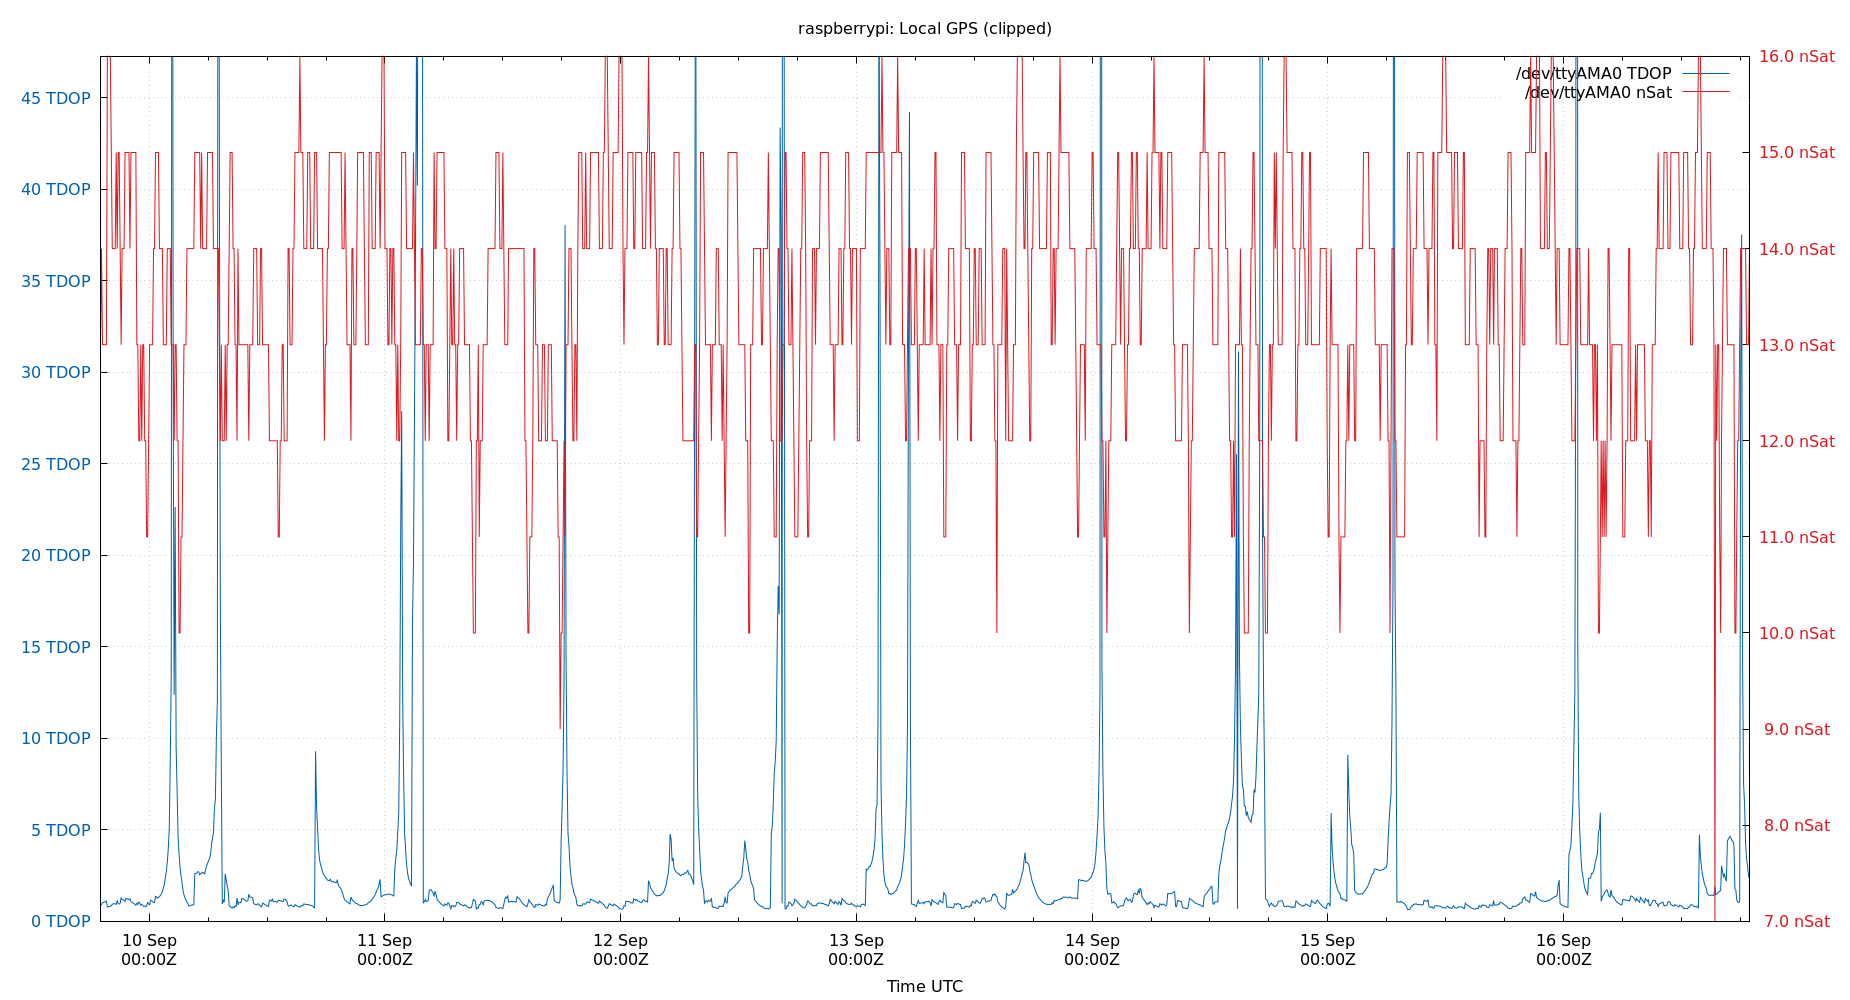 raspberrypi: Local GPS (clipped)
/dev/ttyAMA0 TDOP
/dev/ttyAMA0 nSat
45 TDOP
40 TDOP
35 TDOP
30 TDOP
25 TDOP
20 TDOP
15 TDOP
10 TDOP
5 TDOP
0 TDOP
16.0 nSat
15.0 nSat
14.0 nSat
13.0 nSat
12.0 nSat
11.0 nSat
10.0 nSat
9.0 nSat
8.0 nSat
7.0 nSat
10 Sep
00:00Z
11 Sep
00:00Z
12 Sep
00:00Z
13 Sep
00:00Z
14 Sep
00:00Z
15 Sep
00:00Z
16 Sep
00:00Z
Time UTC